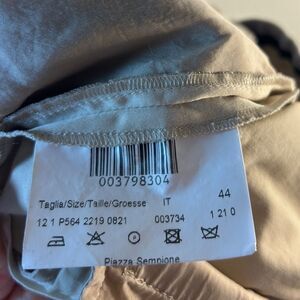 003798304
Taglia/Size/Taille/Groesse IT 44
12 1 P564 2219 0821 003734 1 21 0
Piazza Sempione